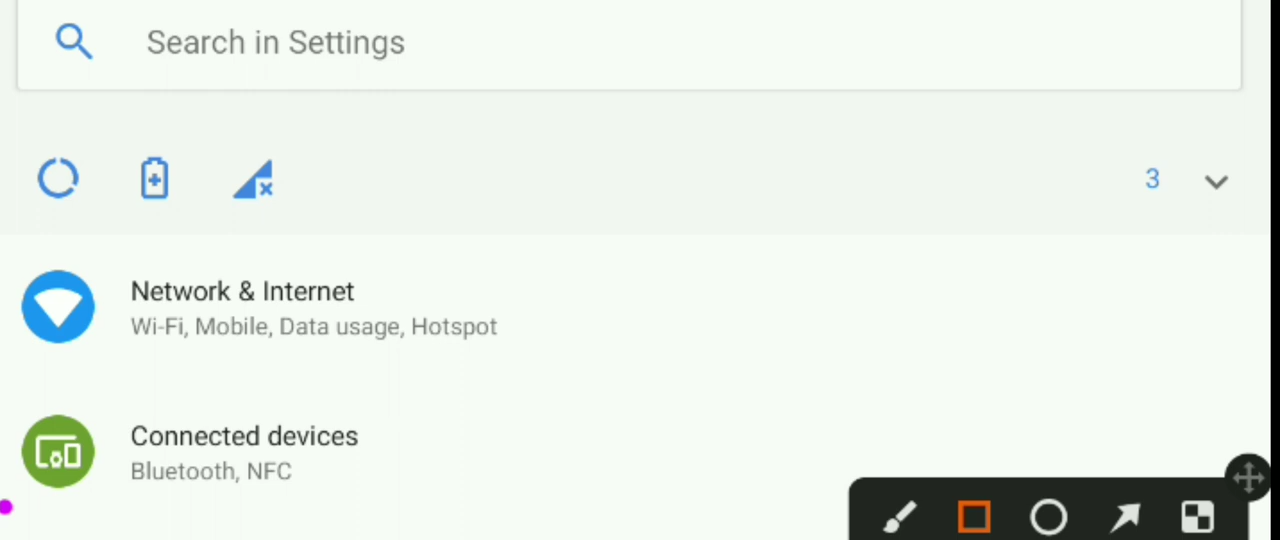 Search in Settings
3
Network & Internet
Wi-Fi, Mobile, Data usage, Hotspot
Connected devices
Bluetooth, NFC